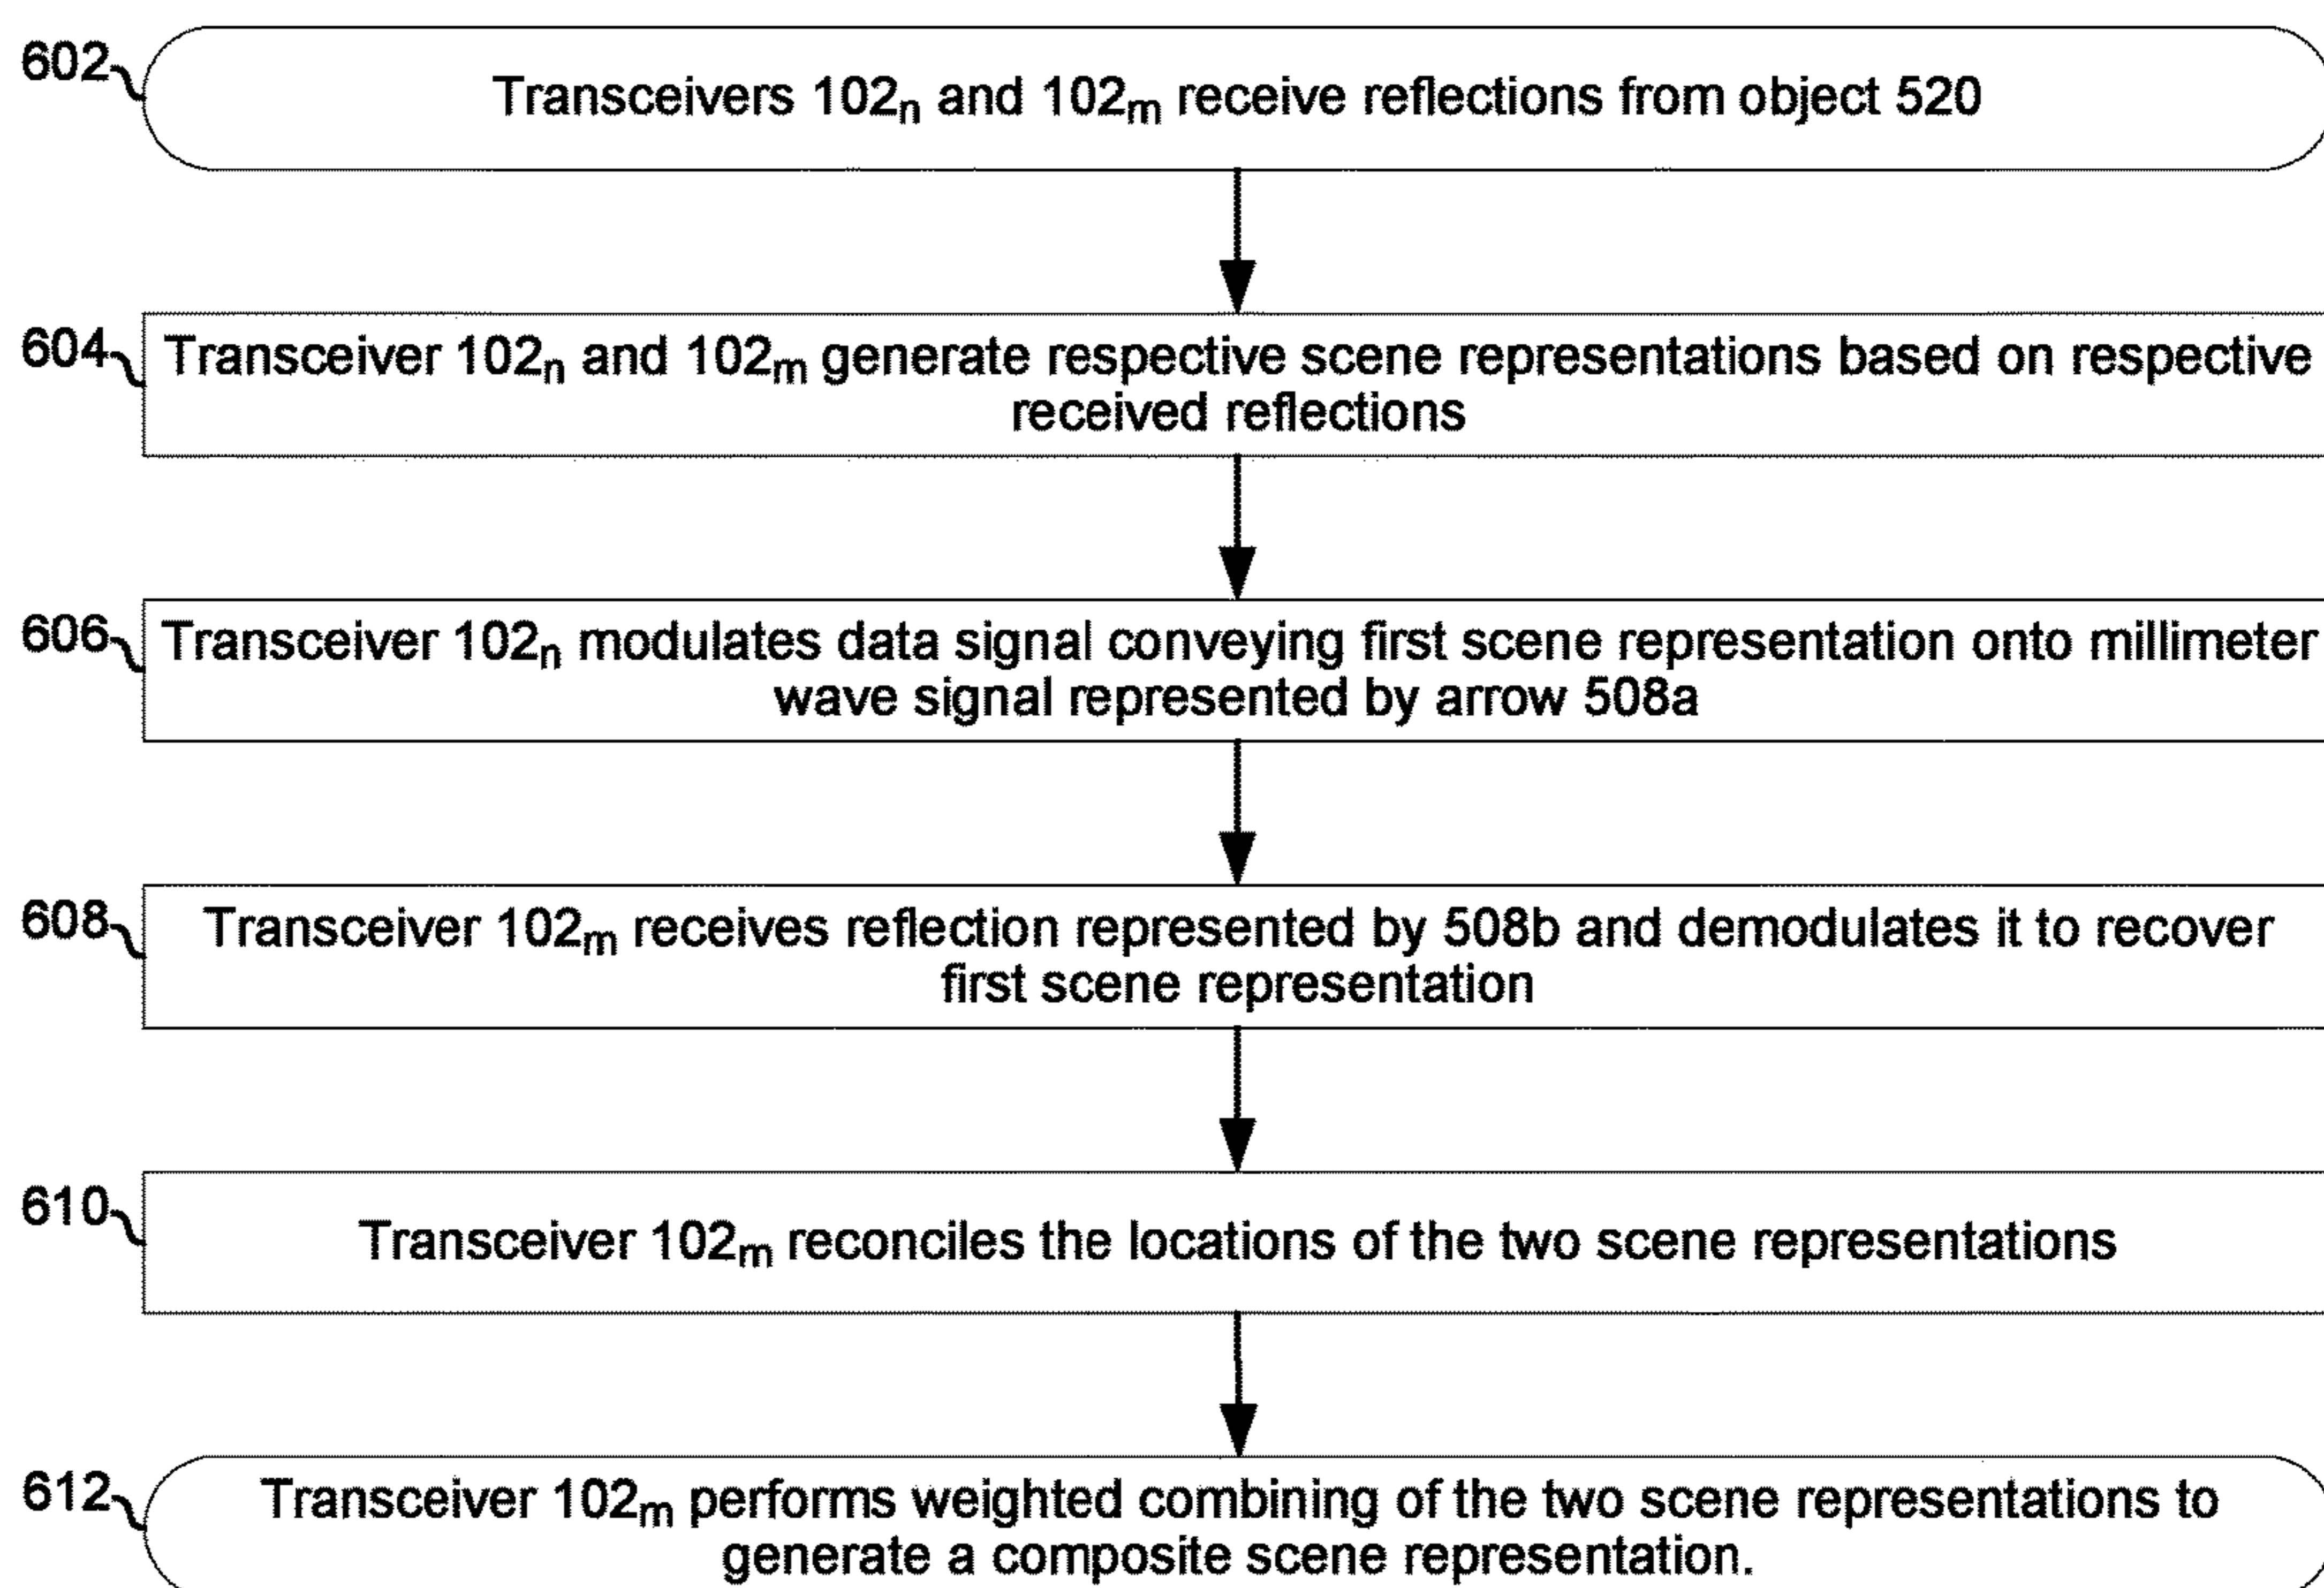 602
Transceivers 102n and 102m receive reflections from object 520
604
Transceiver 102n and 102m generate respective scene representations based on respective
received reflections
606
Transceiver 102n modulates data signal conveying first scene representation onto millimeter
wave signal represented by arrow 508a
608
Transceiver 102m receives reflection represented by 508b and demodulates it to recover
first scene representation
610
Transceiver 102m reconciles the locations of the two scene representations
612
Transceiver 102m performs weighted combining of the two scene representations to
generate a composite scene representation.